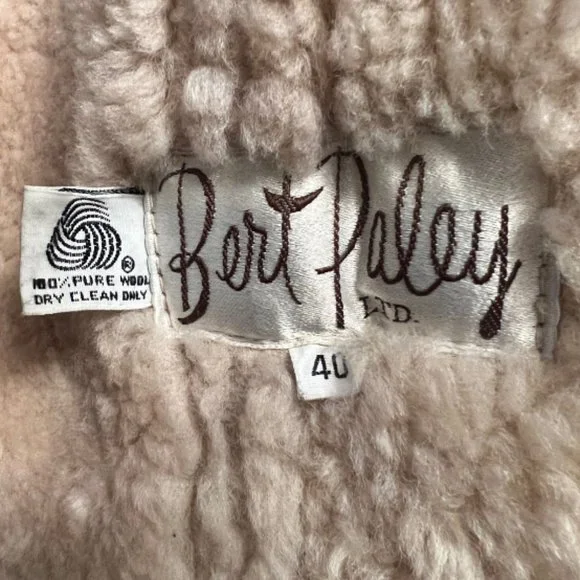 Bert Paley
LTD.
®
100% PURE WOOL
DRY CLEAN ONLY
40